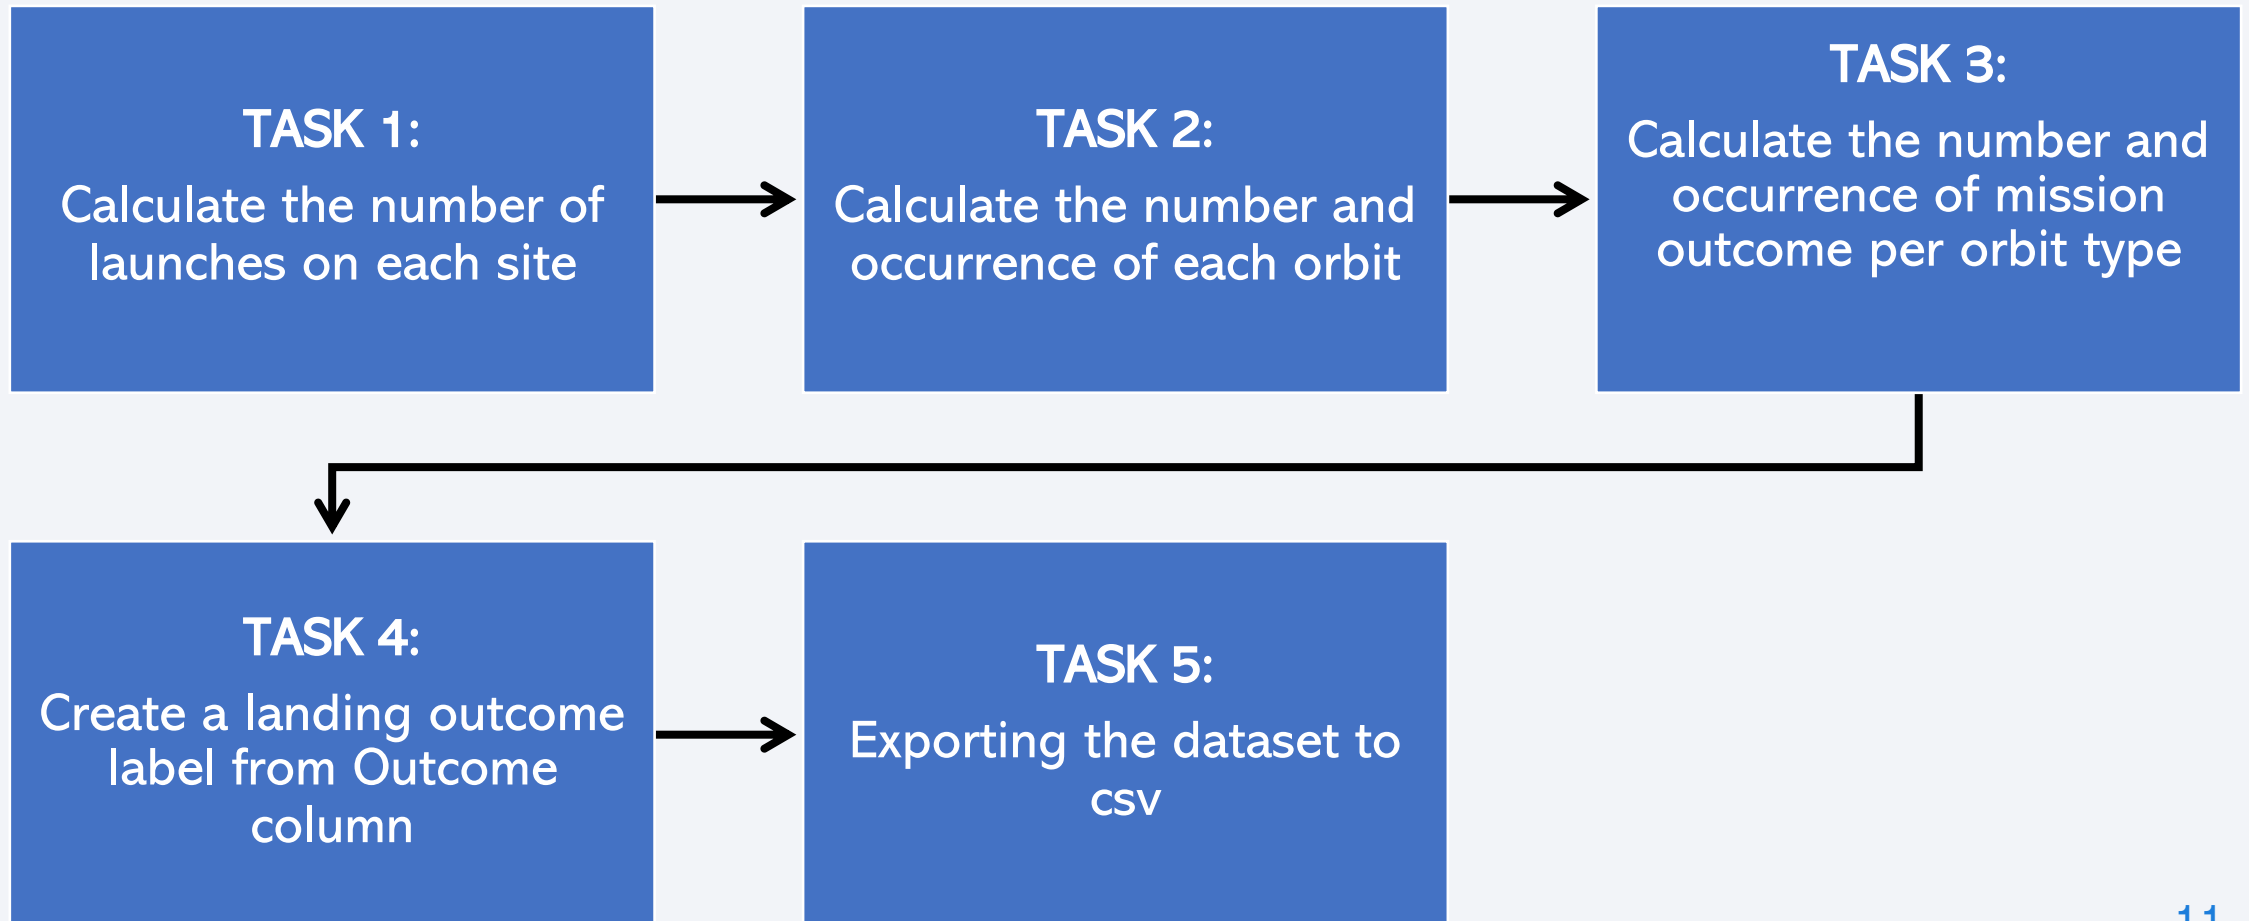 TASK 1:
Calculate the number of
launches on each site
TASK 2:
Calculate the number and
occurrence of each orbit
TASK 3:
Calculate the number and
occurrence of mission
outcome per orbit type
TASK 4:
Create a landing outcome
label from Outcome
column
TASK 5:
Exporting the dataset to
csv
11